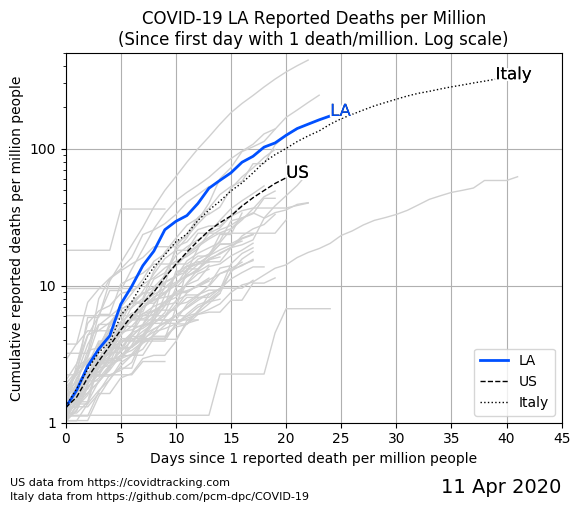 COVID-19 LA Reported Deaths per Million
(Since first day with 1 death/million. Log scale)
Cumulative reported deaths per million people
100
10
1
Italy
LA
US
LA
US
Italy
0 5 10 15 20 25 30 35 40 45
Days since 1 reported death per million people
US data from https://covidtracking.com
Italy data from https://github.com/pcm-dpc/COVID-19
11 Apr 2020